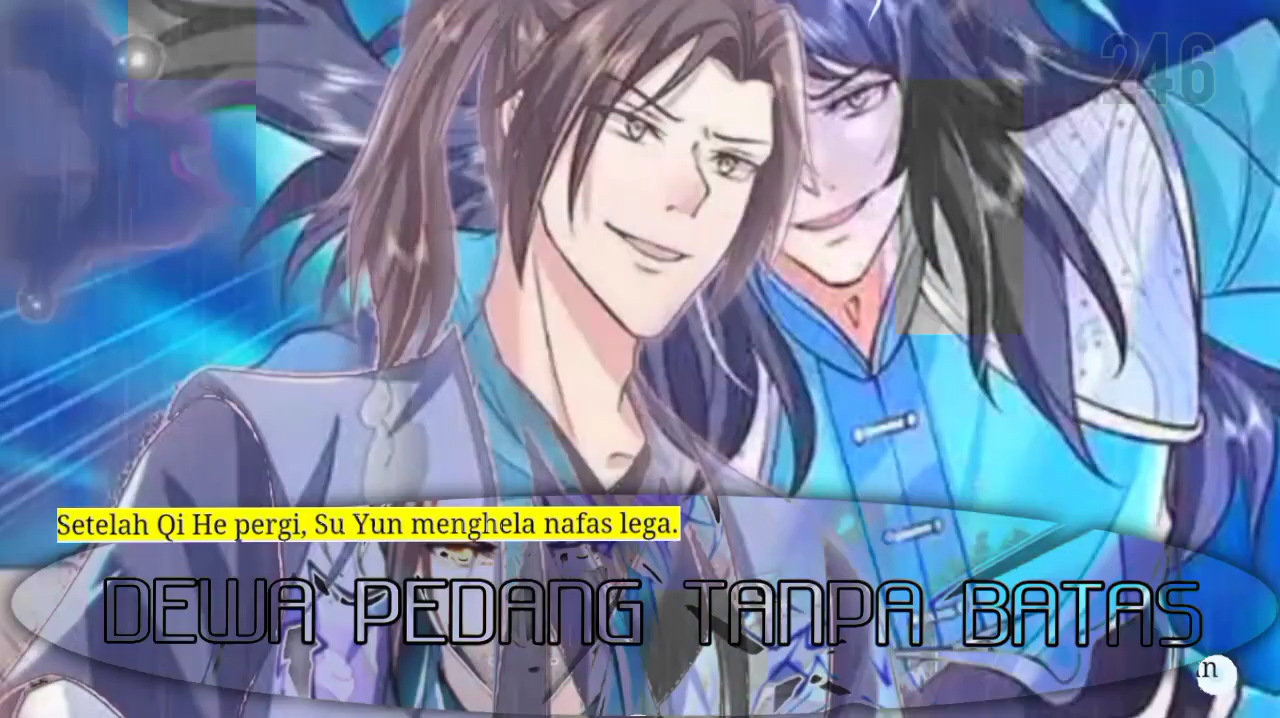 246
Setelah Qi He pergi, Su Yun menghela nafas lega.
DEWA PEDANG TANPA BATAS